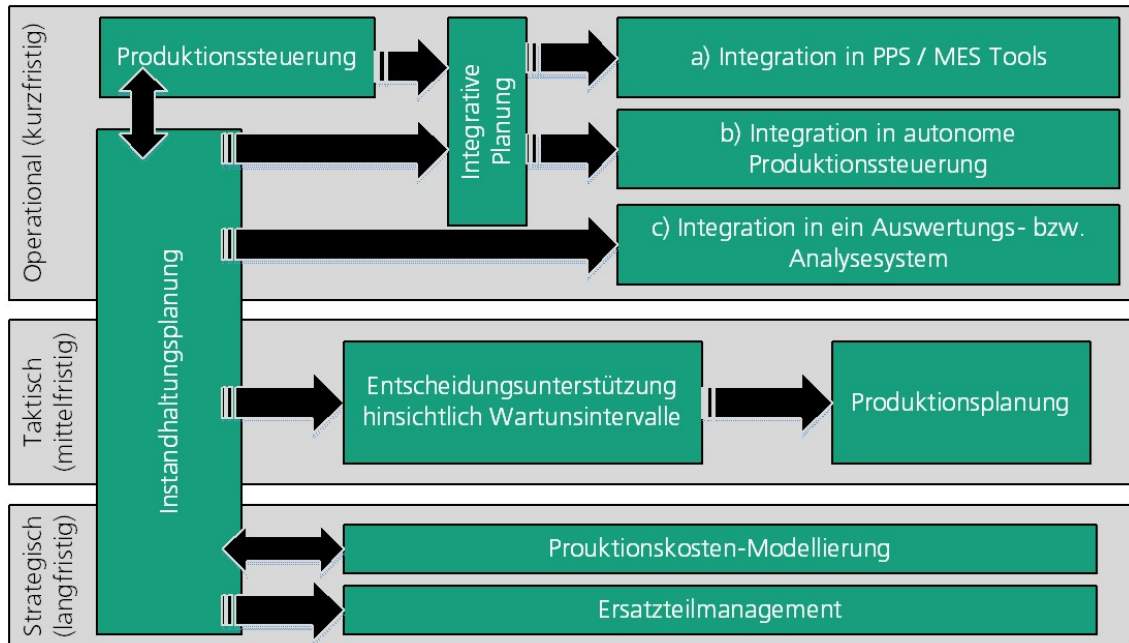 Operational (kurzfristig)
Produktionssteuerung
Integrative
Planung
a) Integration in PPS / MES Tools
b) Integration in autonome
Produktionssteuerung
c) Integration in ein Auswertungs- bzw.
Analysesystem
Instandhaltungsplanung
Taktisch
(mittelfristig)
Entscheidungsunterstützung
hinsichtlich Wartunsintervalle
Produktionsplanung
Strategisch
(langfristig)
Prouktionskosten-Modellierung
Ersatzteilmanagement